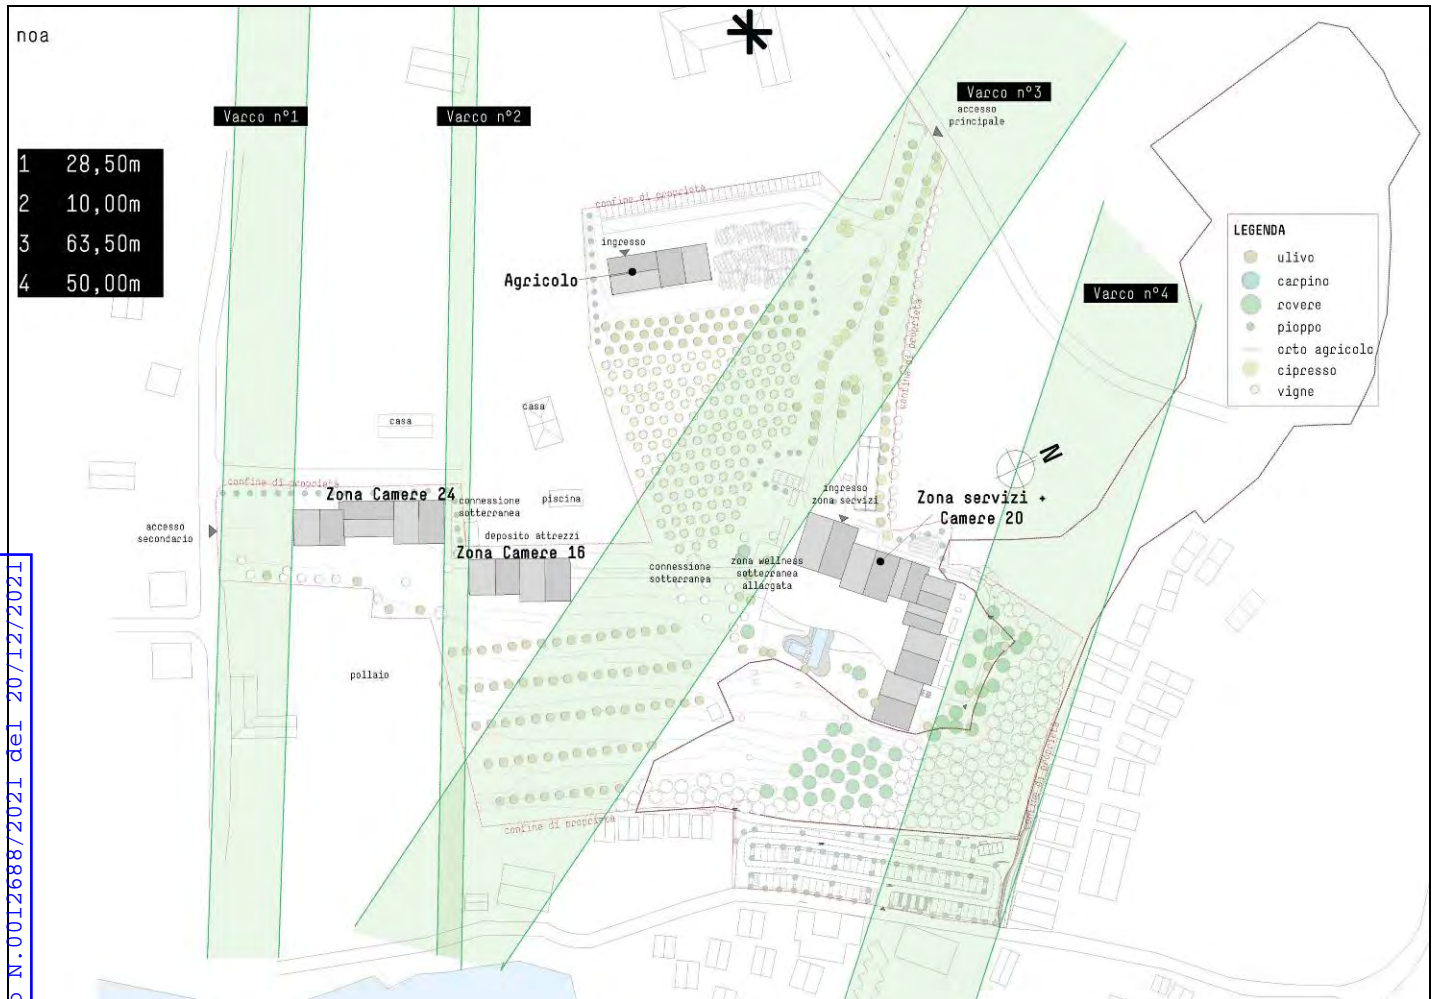 noa
Varco n°1
Varco n°2
Varco n°3
accesso
principale
1 28,50m
2 10,00m
3 63,50m
4 50,00m
confine di proprietà
ingresso
Agricolo
LEGENDA
ulivo
carpino
rovere
pioppo
orto agricolo
cipresso
vigne
Varco n°4
confine di proprietà
casa
casa
N
confine di proprietà
Zona Camere 24
connessione
sotterranea
piscina
ingresso
zona servizi
Zona servizi +
Camere 20
accesso
secondario
deposito attrezzi
Zona Camere 16
connessione
sotterranea
zona wellness
sotterranea
allargata
pollaio
confine di proprietà
confine di proprietà
N.0012688/2021 del 20/12/2021